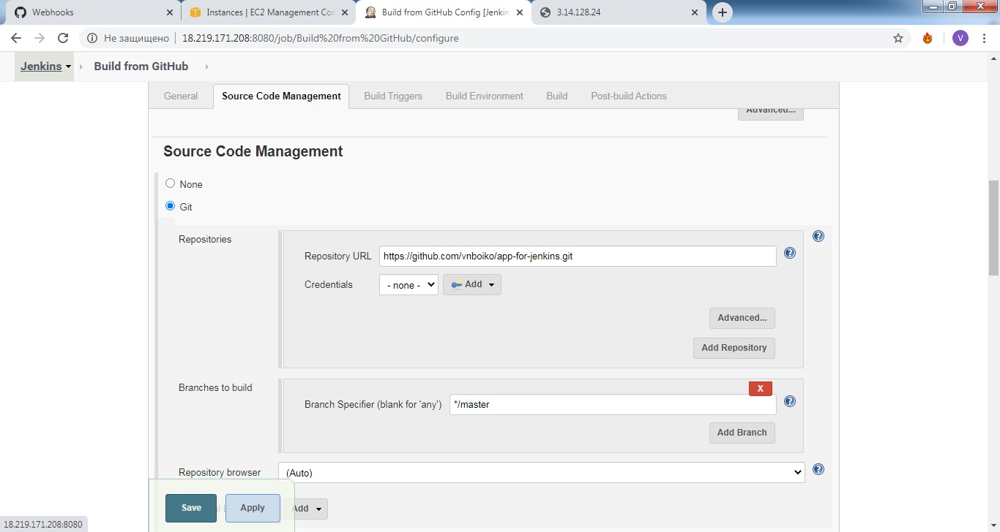 Webhooks
Instances | EC2 Management Con
Build from GitHub Config [Jenkin
3.14.128.24
Не защищено
18.219.171.208:8080/job/Build%20from%20GitHub/configure
V
Jenkins
Build from GitHub
General
Source Code Management
Build Triggers
Build Environment
Build
Post-build Actions
Advanced...
Source Code Management
None
Git
Repositories
Repository URL
https://github.com/vnboiko/app-for-jenkins.git
Credentials
- none -
Add
Advanced...
Add Repository
Branches to build
X
Branch Specifier (blank for 'any')
*/master
Add Branch
Repository browser
(Auto)
Save
Apply
Add
18.219.171.208:8080